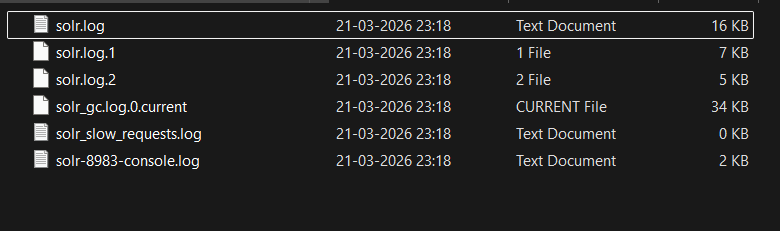 solr.log 21-03-2026 23:18 Text Document 16 KB
solr.log.1 21-03-2026 23:18 1 File 7 KB
solr.log.2 21-03-2026 23:18 2 File 5 KB
solr_gc.log.0.current 21-03-2026 23:18 CURRENT File 34 KB
solr_slow_requests.log 21-03-2026 23:18 Text Document 0 KB
solr-8983-console.log 21-03-2026 23:18 Text Document 2 KB